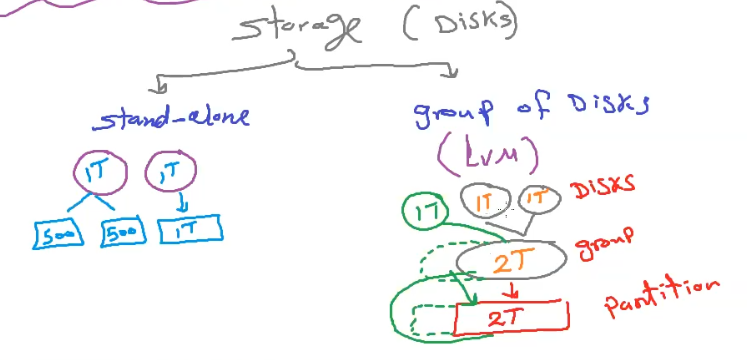 Storage (Disks)
stand-alone
group of Disks
(LVM)
1T 1T
500 500 1T
1T 1T 1T Disks
2T group
2T Partition